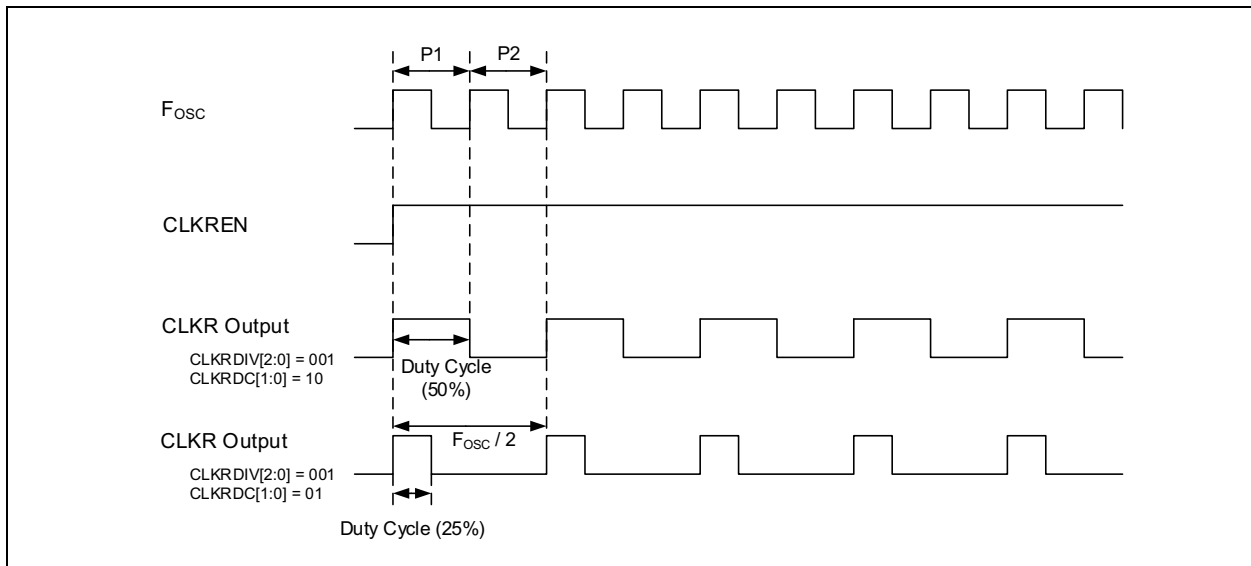 P1 P2
FOSC
CLKREN
CLKR Output
CLKRDIV[2:0] = 001
CLKRDC[1:0] = 10
Duty Cycle
(50%)
FOSC / 2
CLKR Output
CLKRDIV[2:0] = 001
CLKRDC[1:0] = 01
Duty Cycle (25%)